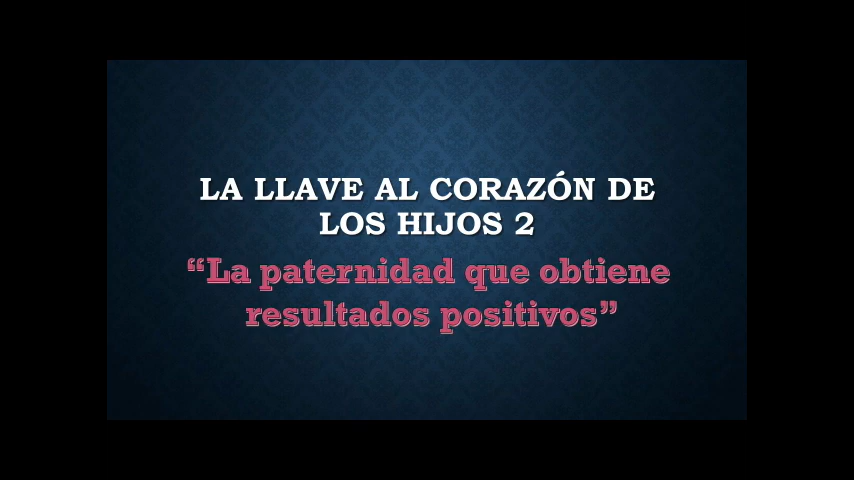 LA LLAVE AL CORAZÓN DE
LOS HIJOS 2
“La paternidad que obtiene
resultados positivos”